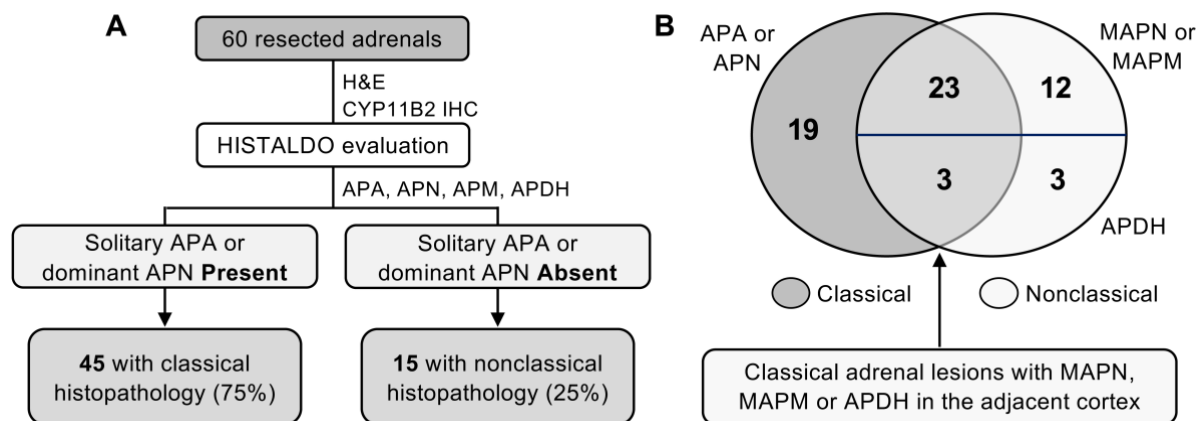 A
60 resected adrenals
H&E
CYP11B2 IHC
HISTALDO evaluation
APA, APN, APM, APDH
Solitary APA or
dominant APN Present
Solitary APA or
dominant APN Absent
45 with classical
histopathology (75%)
15 with nonclassical
histopathology (25%)
B
APA or
APN
MAPN or
MAPM
23
12
19
3
3
APDH
Classical
Nonclassical
Classical adrenal lesions with MAPN,
MAPM or APDH in the adjacent cortex